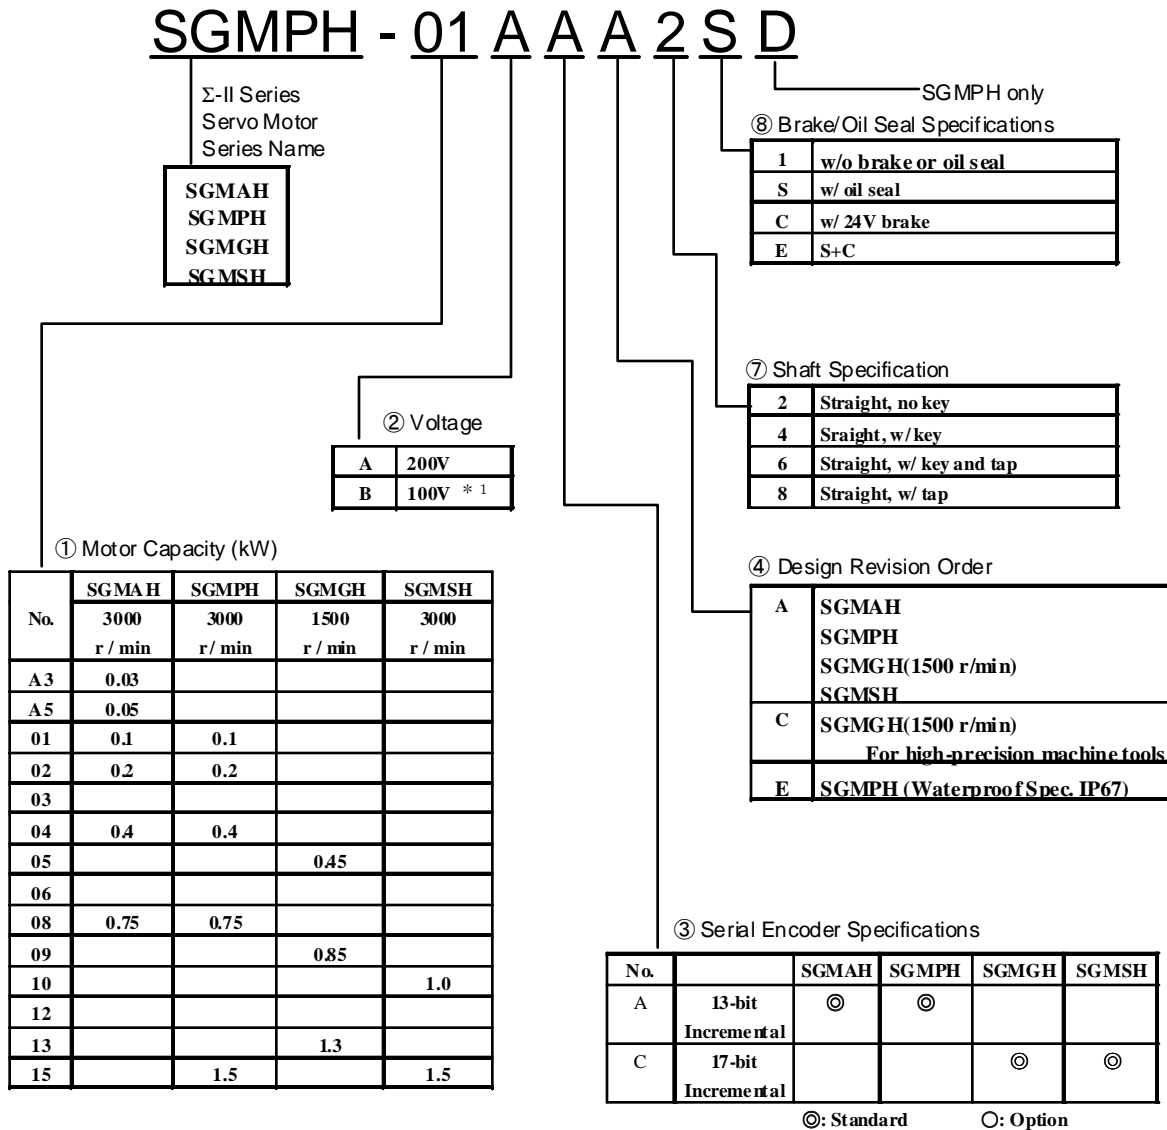 SGMPH - 01 A A A 2 S D
Σ-II Series
Servo Motor
Series Name
SGMAH
SGMPH
SGMGH
SGMSH
SGMPH only
⑧ Brake/Oil Seal Specifications
1 w/o brake or oil seal
S w/ oil seal
C w/ 24V brake
E S+C
⑦ Shaft Specification
2 Straight, no key
4 Sraight, w/ key
6 Straight, w/ key and tap
8 Straight, w/ tap
② Voltage
A 200V
B 100V *1
① Motor Capacity (kW)
No. SGMAH SGMPH SGMGH SGMSH
3000 3000 1500 3000
r / min r / min r / min r / min
A3 0.03
A5 0.05
01 0.1 0.1
02 0.2 0.2
03
04 0.4 0.4
05 0.45
06
08 0.75 0.75
09 0.85
10 1.0
12
13 1.3
15 1.5 1.5
④ Design Revision Order
A SGMAH
SGMPH
SGMGH(1500 r/min)
SGMSH
C SGMGH(1500 r/min)
For high-precision machine tools
E SGMPH (Waterproof Spec. IP67)
③ Serial Encoder Specifications
No. SGMAH SGMPH SGMGH SGMSH
A 13-bit ◎ ◎
Incremental
C 17-bit ◎ ◎
Incremental
◎: Standard ○: Option